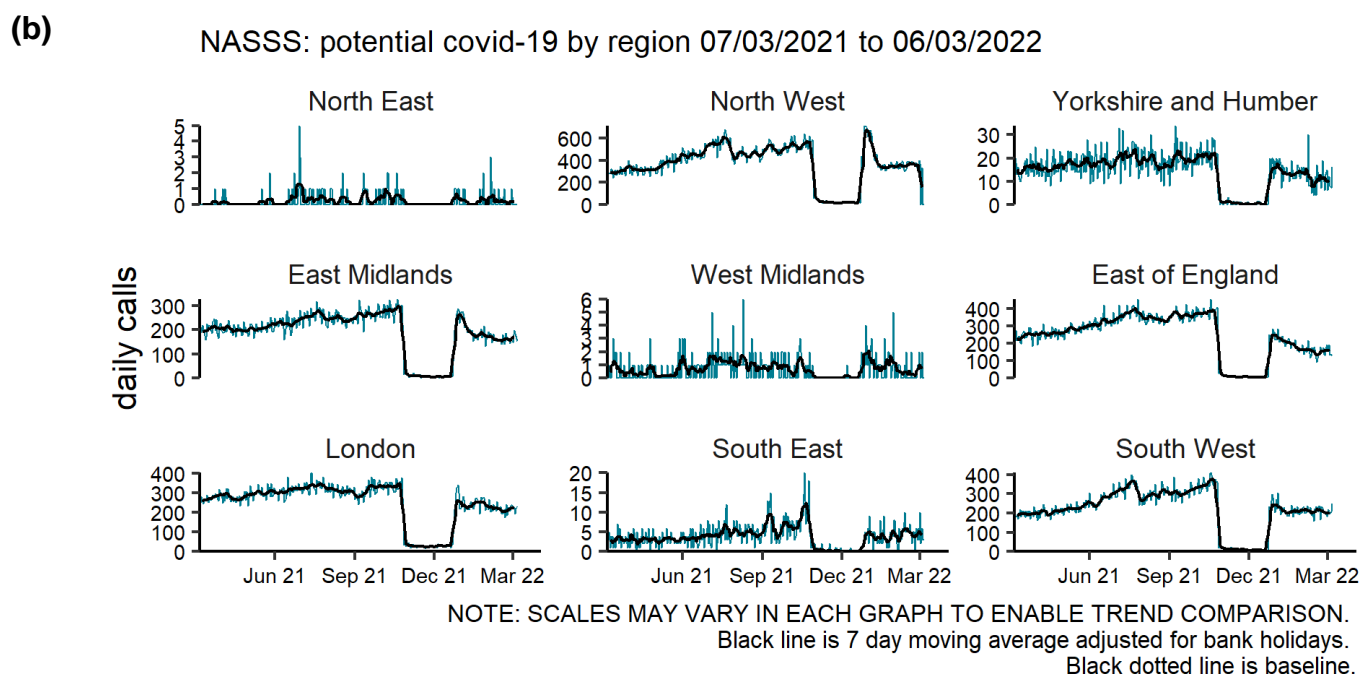 (b)
NASSS: potential covid-19 by region 07/03/2021 to 06/03/2022
daily calls
North East
5
4
3
2
1
0
North West
600
400
200
0
Yorkshire and Humber
30
20
10
0
East Midlands
300
200
100
0
West Midlands
6
5
4
3
2
1
0
East of England
400
300
200
100
0
London
400
300
200
100
0
South East
20
15
10
5
0
South West
400
300
200
100
0
Jun 21 Sep 21 Dec 21 Mar 22
Jun 21 Sep 21 Dec 21 Mar 22
Jun 21 Sep 21 Dec 21 Mar 22
NOTE: SCALES MAY VARY IN EACH GRAPH TO ENABLE TREND COMPARISON.
Black line is 7 day moving average adjusted for bank holidays.
Black dotted line is baseline.